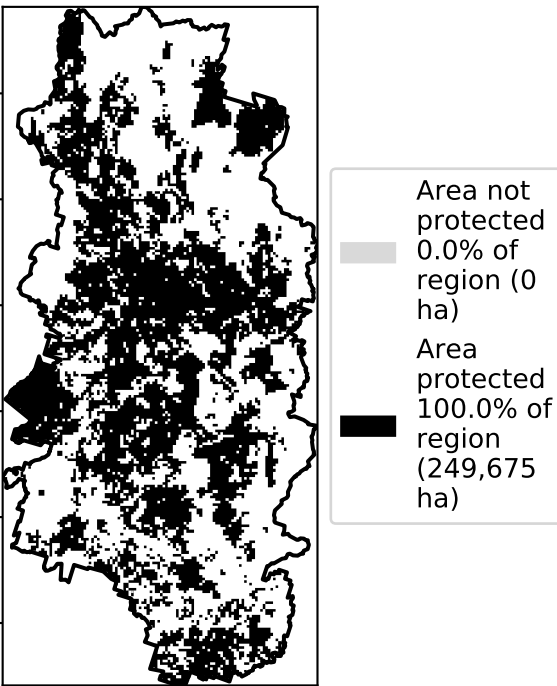 Area not
protected
0.0% of
region (0
ha)
Area
protected
100.0% of
region
(249,675
ha)